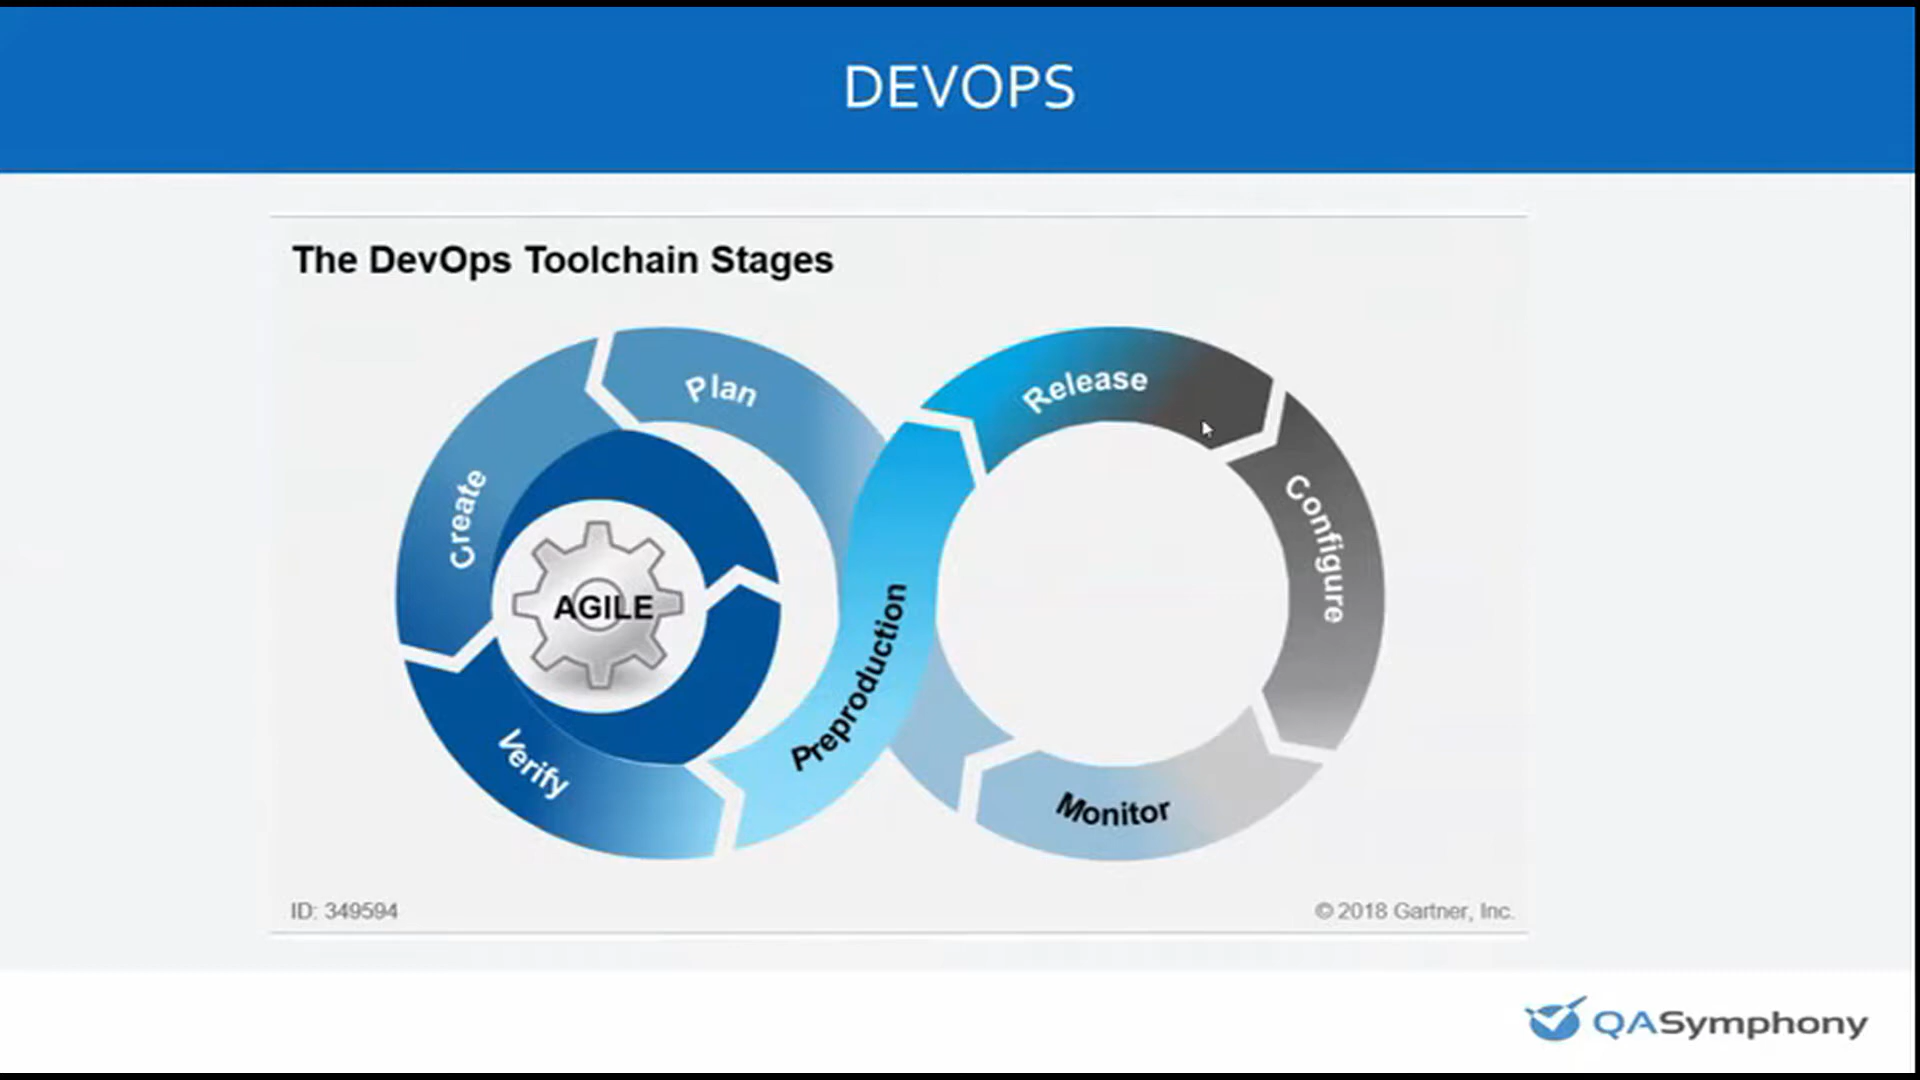 DEVOPS
The DevOps Toolchain Stages
Plan
Release
Create
Configure
AGILE
Preproduction
Verify
Monitor
ID: 349594
© 2018 Gartner, Inc.
QASymphony